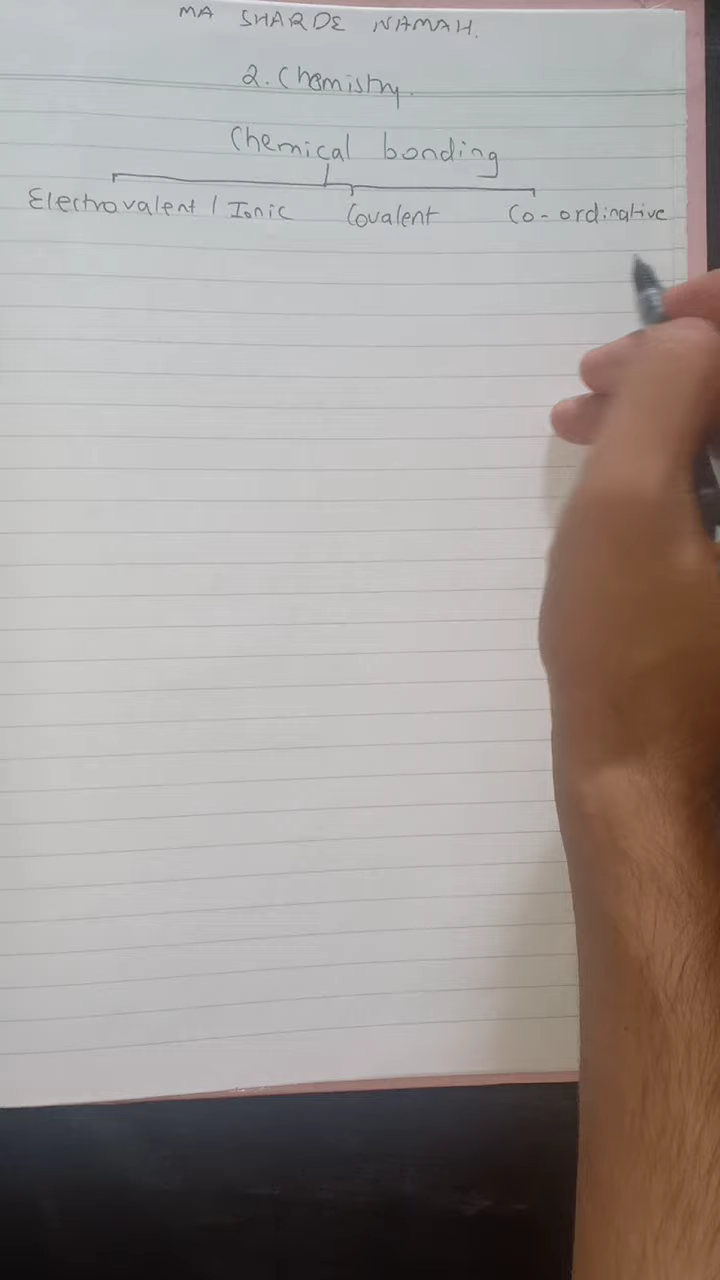 MA SHARDE NAMAH.
2. Chemistry.
Chemical bonding
Electrovalent / Ionic Covalent Co-ordinative